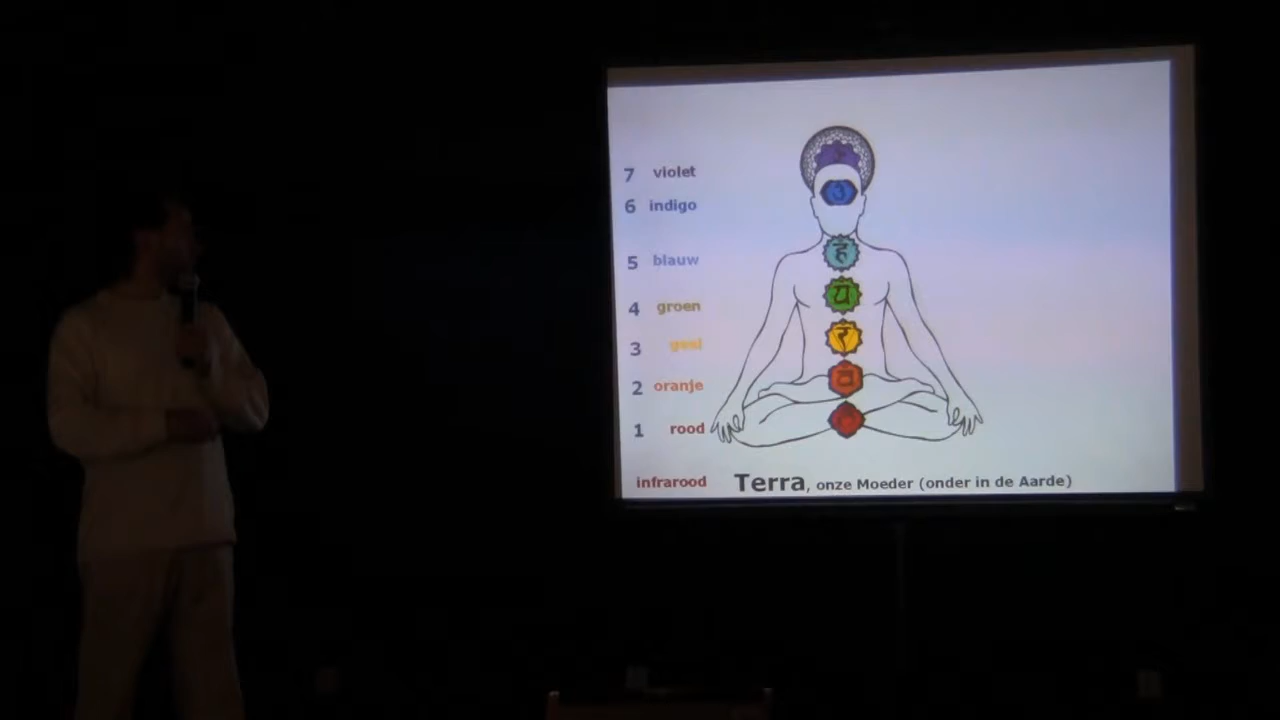 7 violet
6 indigo
5 blauw
4 groen
3 geel
2 oranje
1 rood
infrarood Terra, onze Moeder (onder in de Aarde)